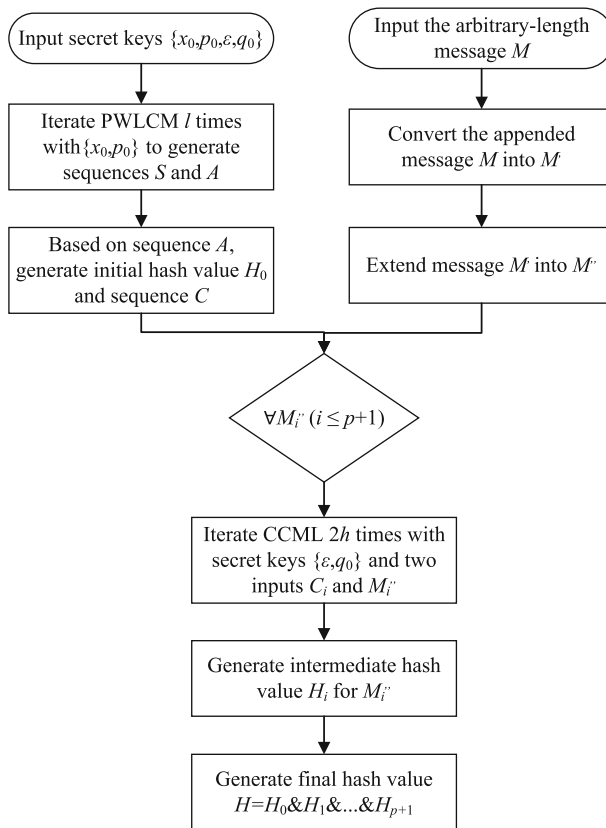 Input secret keys {x₀,p₀,ε,q₀}
Iterate PWLCM l times
with{x₀,p₀} to generate
sequences S and A
Based on sequence A,
generate initial hash value H₀
and sequence C
Input the arbitrary-length
message M
Convert the appended
message M into M'
Extend message M' into M''
∀Mᵢ'' (i ≤ p+1)
Iterate CCML 2h times with
secret keys {ε,q₀} and two
inputs Cᵢ and Mᵢ''
Generate intermediate hash
value Hᵢ for Mᵢ''
Generate final hash value
H=H₀&H₁&...&Hₚ₊₁